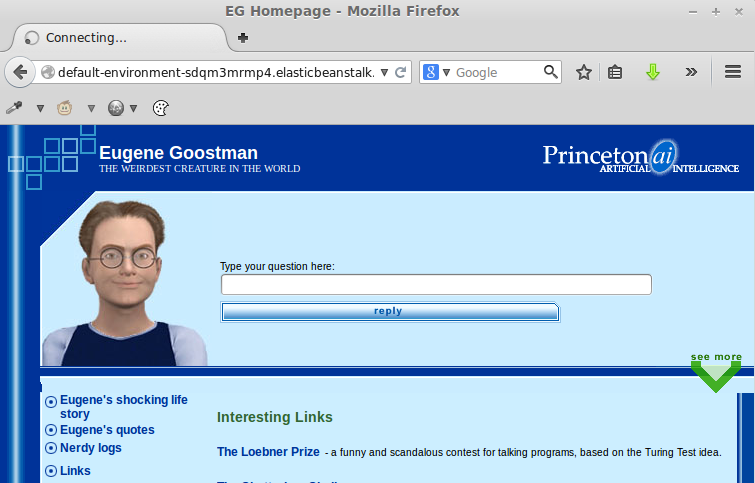 EG Homepage - Mozilla Firefox
Connecting...
default-environment-sdqm3mrmp4.elasticbeanstalk.
Google
Eugene Goostman
THE WEIRDEST CREATURE IN THE WORLD
Princeton ai
ARTIFICIAL INTELLIGENCE
Type your question here:
reply
see more
Eugene's shocking life
story
Eugene's quotes
Nerdy logs
Links
Interesting Links
The Loebner Prize - a funny and scandalous contest for talking programs, based on the Turing Test idea.